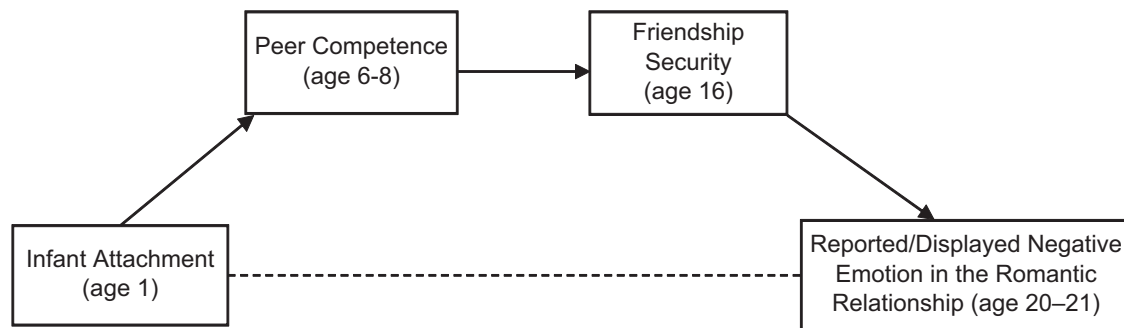 Peer Competence
(age 6-8)
Friendship
Security
(age 16)
Infant Attachment
(age 1)
Reported/Displayed Negative
Emotion in the Romantic
Relationship (age 20–21)